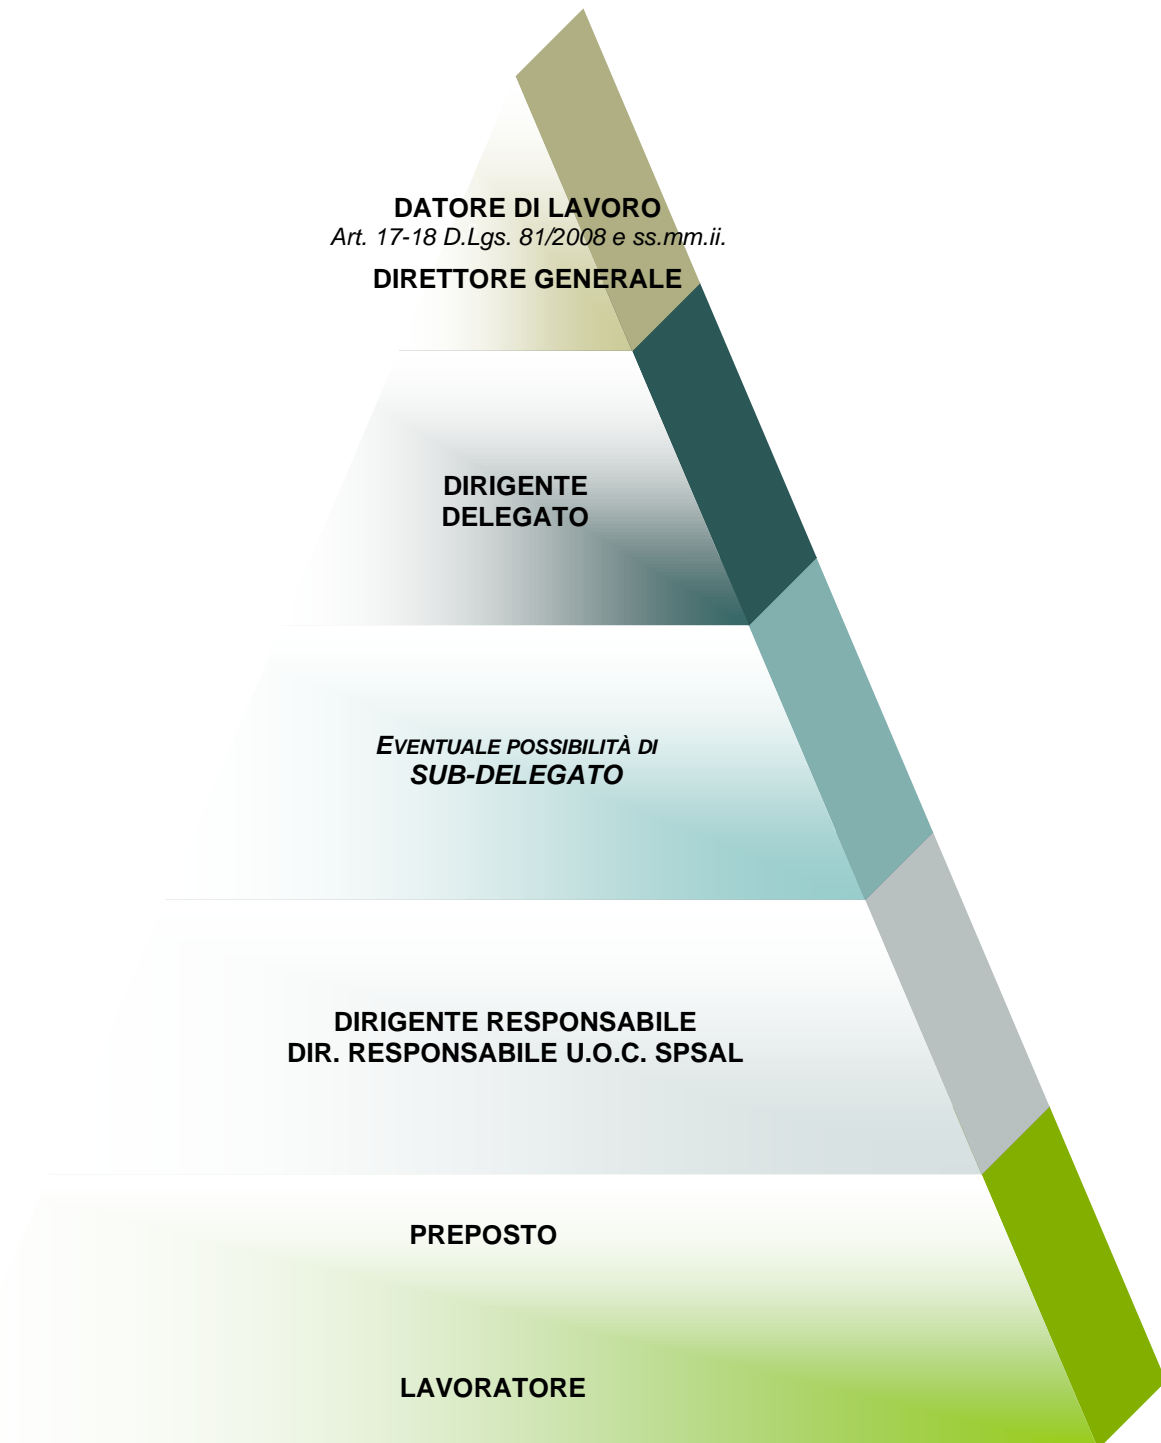 DATORE DI LAVORO
Art. 17-18 D.Lgs. 81/2008 e ss.mm.ii.
DIRETTORE GENERALE
DIRIGENTE
DELEGATO
EVENTUALE POSSIBILITÀ DI
SUB-DELEGATO
DIRIGENTE RESPONSABILE
DIR. RESPONSABILE U.O.C. SPSAL
PREPOSTO
LAVORATORE